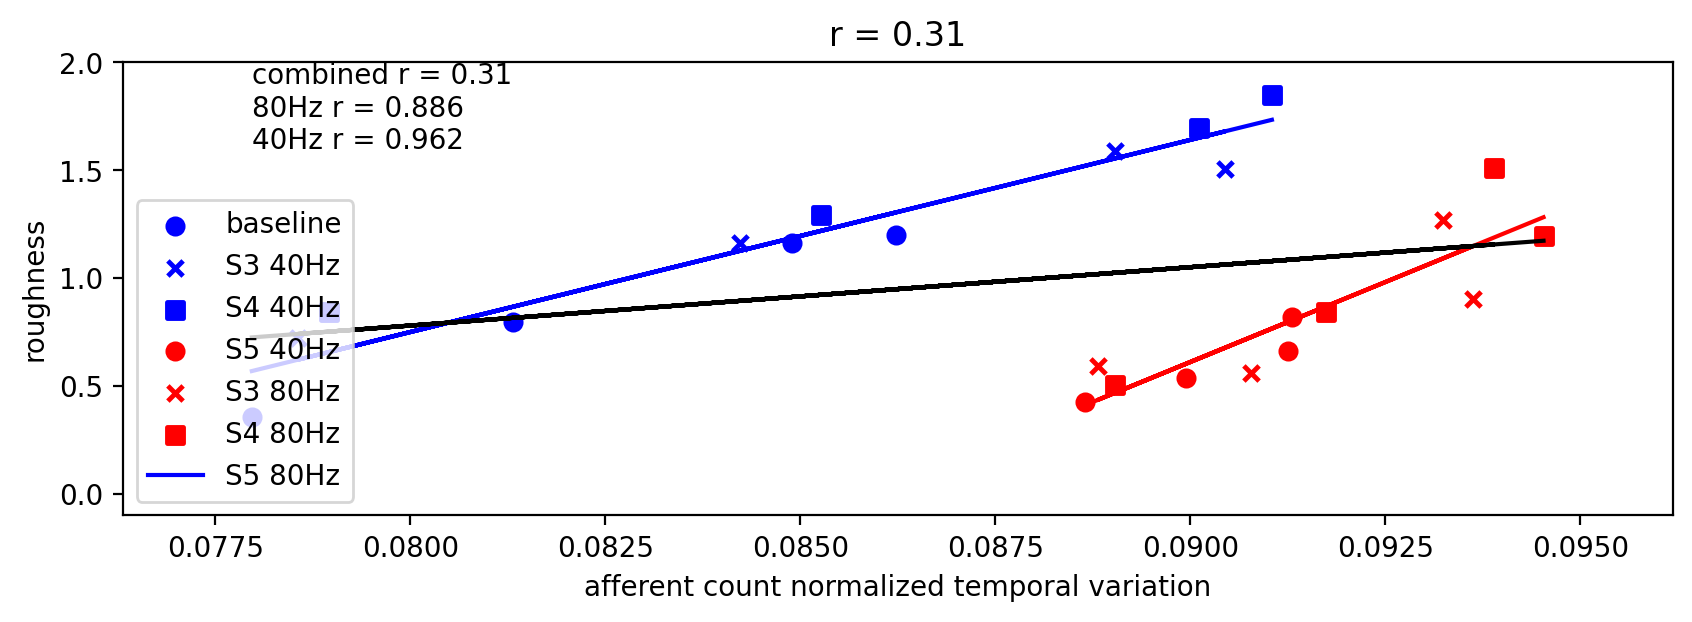 r = 0.31
combined r = 0.31
80Hz r = 0.886
40Hz r = 0.962
baseline
S3 40Hz
S4 40Hz
S5 40Hz
S3 80Hz
S4 80Hz
S5 80Hz
roughness
2.0
1.5
1.0
0.5
0.0
0.0775 0.0800 0.0825 0.0850 0.0875 0.0900 0.0925 0.0950
afferent count normalized temporal variation